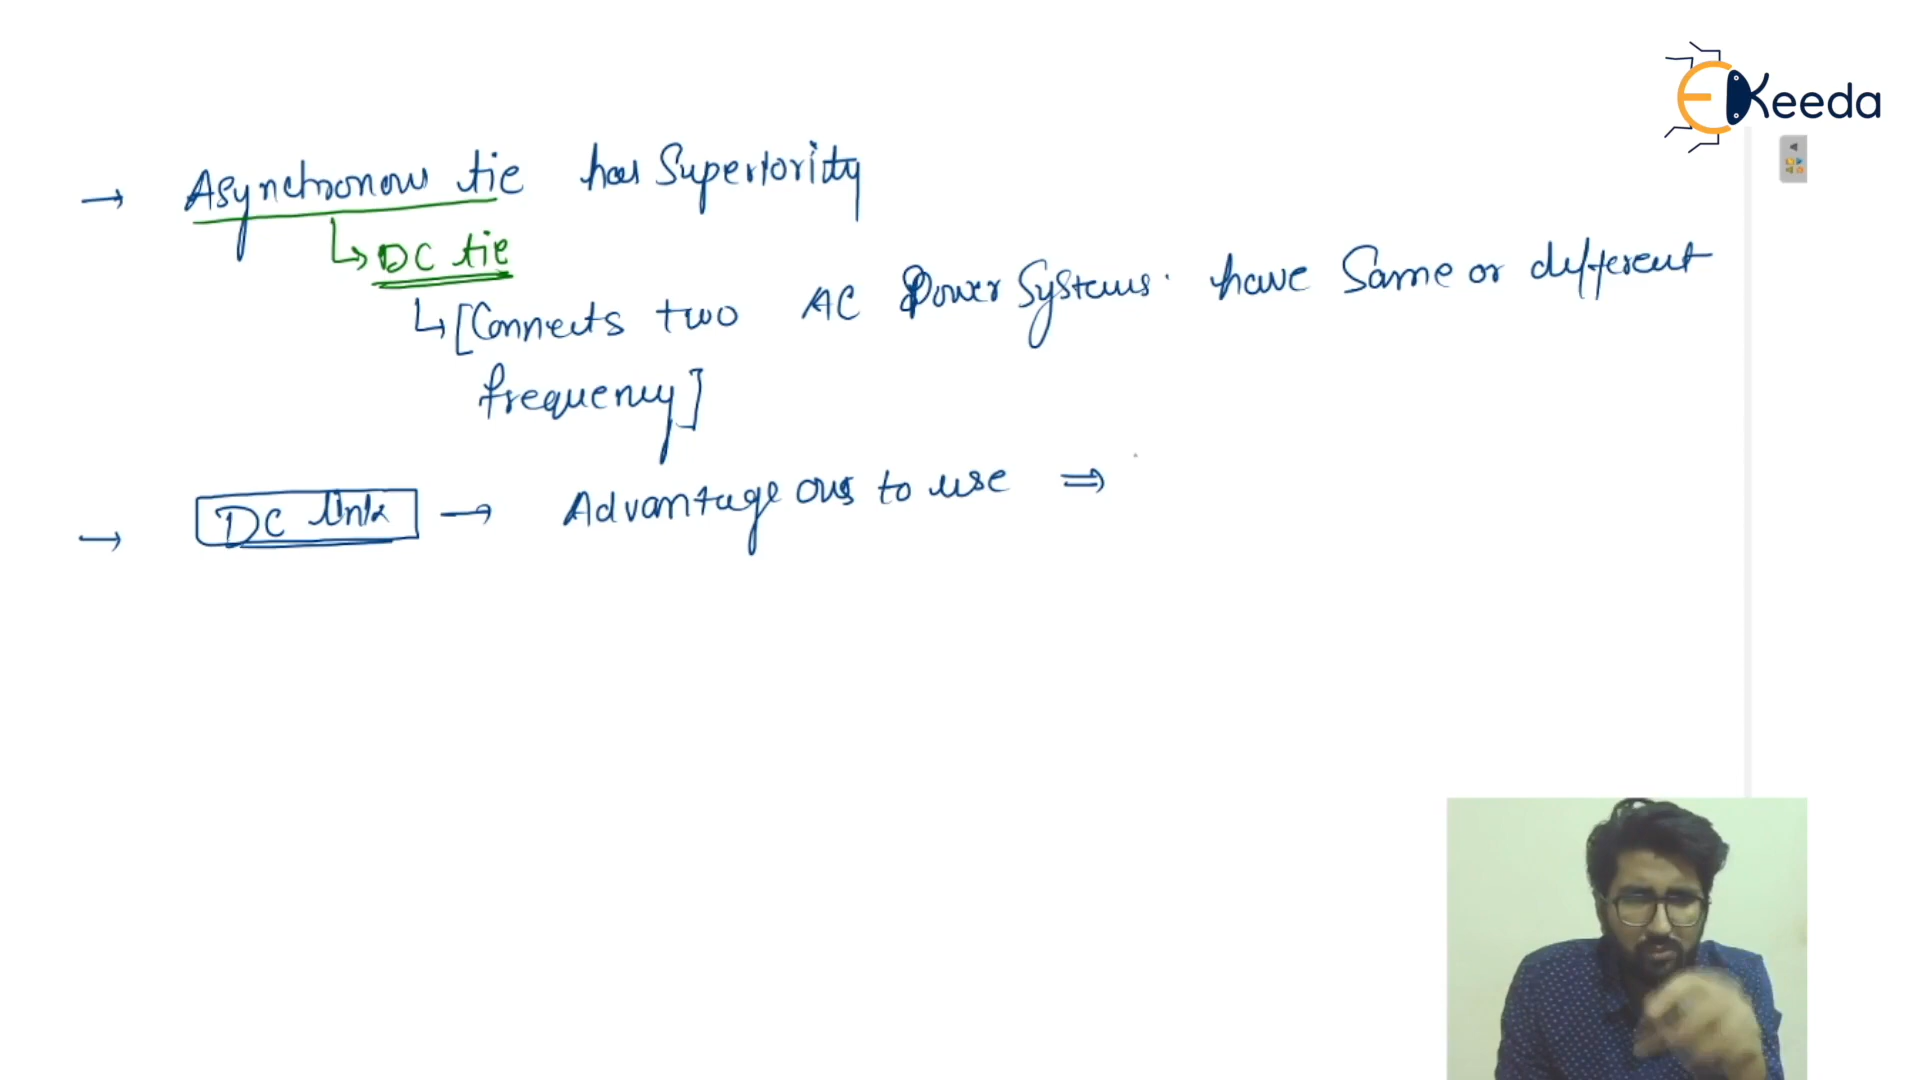 EKeeda
→ Asynchronous tie has Superiority
↳ DC tie
↳ [Connects two AC Power Systems. have Same or different
frequency]
→ DC link → Advantageous to use ⇒